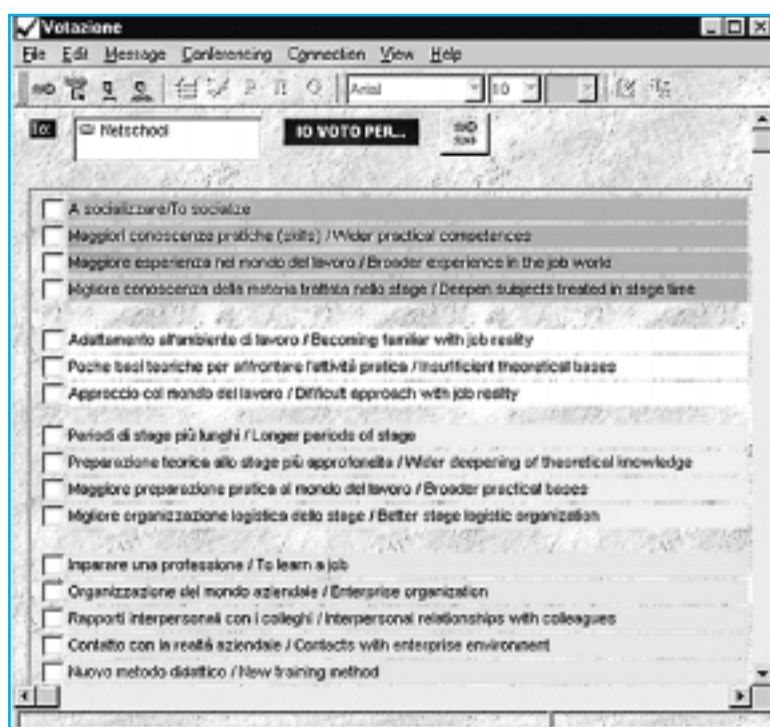 Votazione
File Edit Message Conferencing Connection View Help
Arial 10
To: Netschool IO VOTO PER... SEND
A socializzare/To socialize
Maggiori conoscenze pratiche (skills) / Wider practical competences
Maggiore esperienza nel mondo del lavoro / Broader experience in the job world
Migliore conoscenza della materia trattata nello stage / Deepen subjects treated in stage time
Adattamento all'ambiente di lavoro / Becoming familiar with job reality
Poche basi teoriche per affrontare l'attività pratica / Insufficient theoretical bases
Approccio col mondo del lavoro / Difficult approach with job reality
Periodi di stage più lunghi / Longer periods of stage
Preparazione teorica allo stage più approfondita / Wider deepening of theoretical knowledge
Maggiore preparazione pratica al mondo del lavoro / Broader practical bases
Migliore organizzazione logistica dello stage / Better stage logistic organization
Imparare una professione / To learn a job
Organizzazione del mondo aziendale / Enterprise organization
Rapporti interpersonali con i colleghi / Interpersonal relationships with colleagues
Contatto con la realtà aziendale / Contacts with enterprise environment
Nuovo metodo didattico / New training method